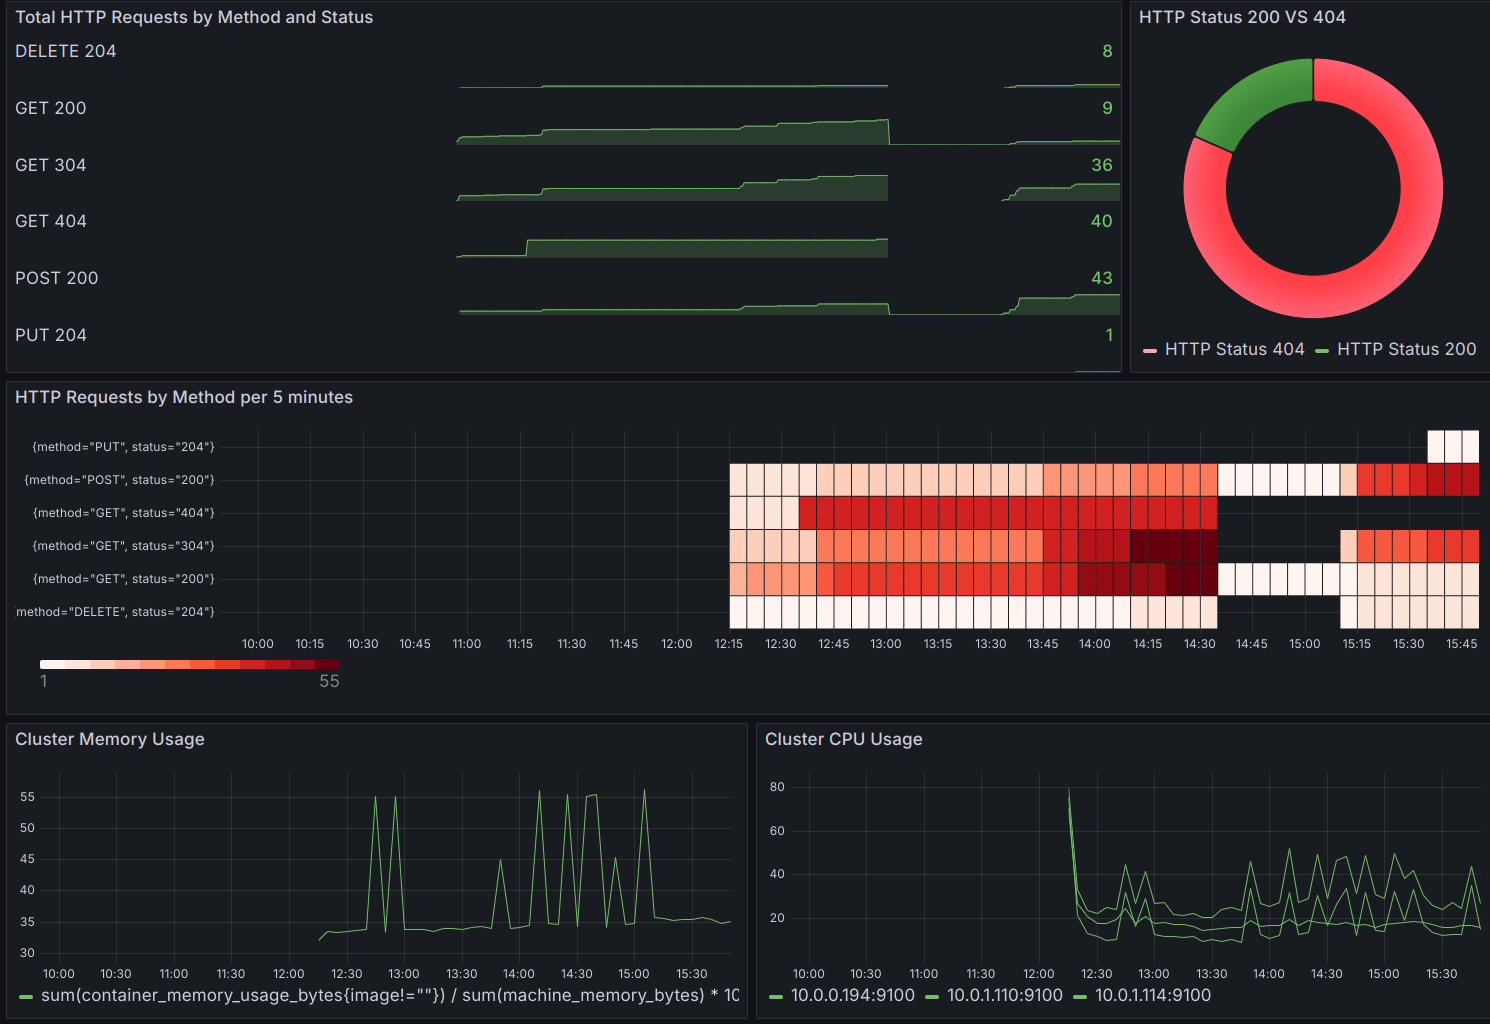 Total HTTP Requests by Method and Status
DELETE 204
8
GET 200
9
GET 304
36
GET 404
40
POST 200
43
PUT 204
1
HTTP Status 200 VS 404
HTTP Status 404 HTTP Status 200
HTTP Requests by Method per 5 minutes
{method="PUT", status="204"}
{method="POST", status="200"}
{method="GET", status="404"}
{method="GET", status="304"}
{method="GET", status="200"}
method="DELETE", status="204"}
10:00 10:15 10:30 10:45 11:00 11:15 11:30 11:45 12:00 12:15 12:30 12:45 13:00 13:15 13:30 13:45 14:00 14:15 14:30 14:45 15:00 15:15 15:30 15:45
1 55
Cluster Memory Usage
55
50
45
40
35
30
10:00 10:30 11:00 11:30 12:00 12:30 13:00 13:30 14:00 14:30 15:00 15:30
sum(container_memory_usage_bytes{image!=""}) / sum(machine_memory_bytes) * 10
Cluster CPU Usage
80
60
40
20
10:00 10:30 11:00 11:30 12:00 12:30 13:00 13:30 14:00 14:30 15:00 15:30
10.0.0.194:9100 10.0.1.110:9100 10.0.1.114:9100